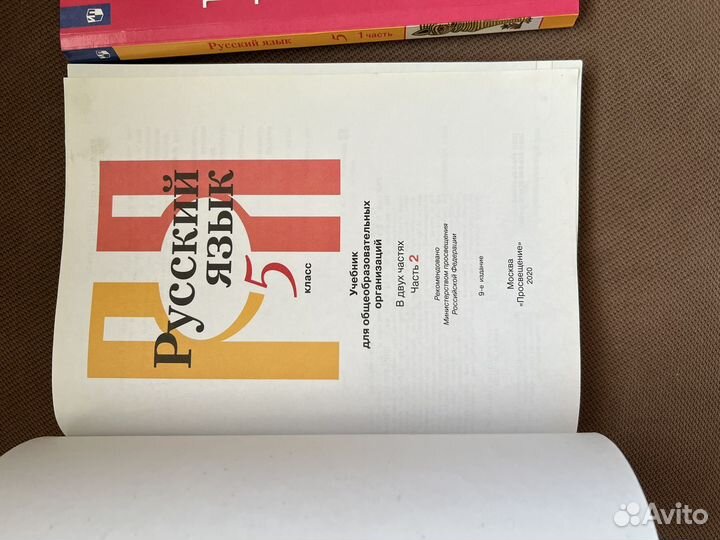 Русский язык 5 1 часть
Русский
язык
5
класс
Учебник
для общеобразовательных
организаций
В двух частях
Часть 2
Рекомендовано
Министерством просвещения
Российской Федерации
9-е издание
Москва
«Просвещение»
2020
Avito